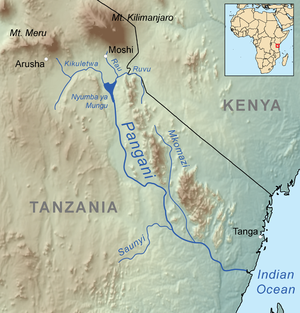 Mt. Kilimanjaro
Mt. Meru
Moshi
Arusha
Kikuletwa
Rau
Ruvu
Nyumba ya
Mungu
KENYA
Pangani
Mkomazi
TANZANIA
Saunyi
Tanga
Indian
Ocean